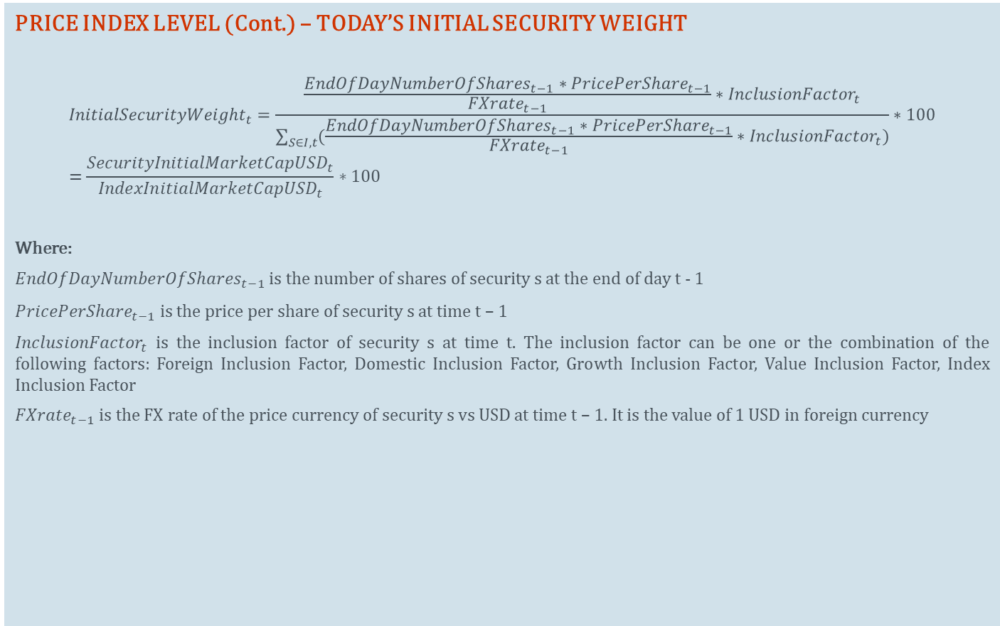 PRICE INDEX LEVEL (Cont.) – TODAY’S INITIAL SECURITY WEIGHT
EndOfDayNumberOfShares_{t−1} ∗ PricePerShare_{t−1}
FXrate_{t−1}
∗ InclusionFactor_t
InitialSecurityWeight_t =
∗ 100
∑_{S∈I,t}(
EndOfDayNumberOfShares_{t−1} ∗ PricePerShare_{t−1}
FXrate_{t−1}
∗ InclusionFactor_t)
=
SecurityInitialMarketCapUSD_t
IndexInitialMarketCapUSD_t
∗ 100
Where:
EndOfDayNumberOfShares_{t−1} is the number of shares of security s at the end of day t - 1
PricePerShare_{t−1} is the price per share of security s at time t – 1
InclusionFactor_t is the inclusion factor of security s at time t. The inclusion factor can be one or the combination of the
following factors: Foreign Inclusion Factor, Domestic Inclusion Factor, Growth Inclusion Factor, Value Inclusion Factor, Index
Inclusion Factor
FXrate_{t−1} is the FX rate of the price currency of security s vs USD at time t – 1. It is the value of 1 USD in foreign currency